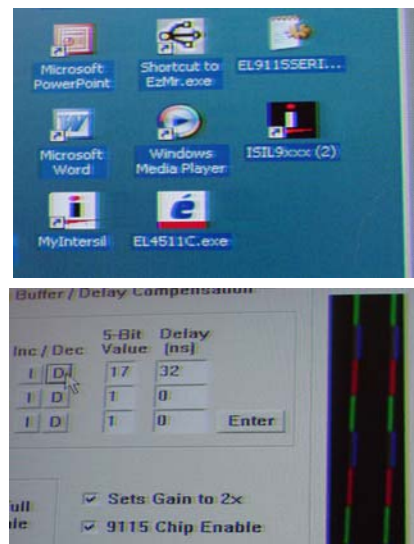 Microsoft PowerPoint
Shortcut to EzMr.exe
EL9115SERI...
Microsoft Word
Windows Media Player
ISIL9xxx (2)
MyIntersil
EL4511C.exe
Buffer / Delay Compensation
Inc / Dec
5-Bit Value
Delay (ns)
I D 17 32
I D 1 0
I D 1 0 Enter
Sets Gain to 2x
9115 Chip Enable